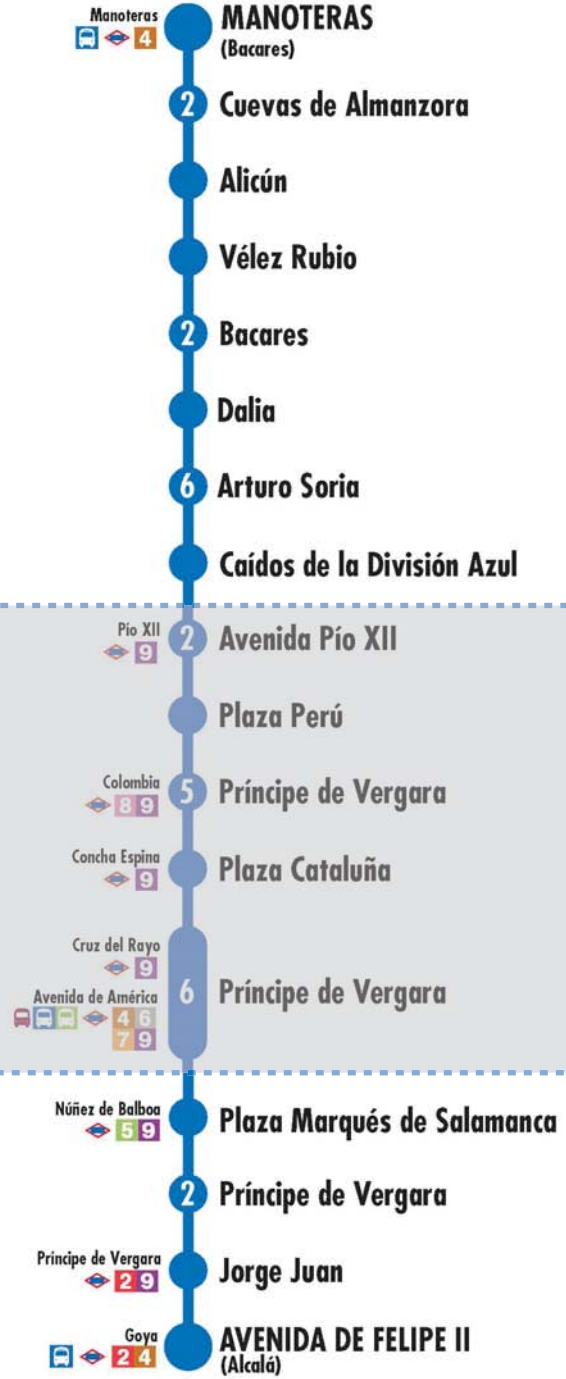 Manoteras
4
MANOTERAS
(Bacares)
2 Cuevas de Almanzora
Alicún
Vélez Rubio
2 Bacares
Dalia
6 Arturo Soria
Caídos de la División Azul
Pío XII
9
2 Avenida Pío XII
Plaza Perú
Colombia
8 9
5 Príncipe de Vergara
Concha Espina
9
Plaza Cataluña
Cruz del Rayo
9
Avenida de América
4 6
7 9
6 Príncipe de Vergara
Núñez de Balboa
5 9
Plaza Marqués de Salamanca
2 Príncipe de Vergara
Príncipe de Vergara
2 9
Jorge Juan
Goya
2 4
AVENIDA DE FELIPE II
(Alcalá)